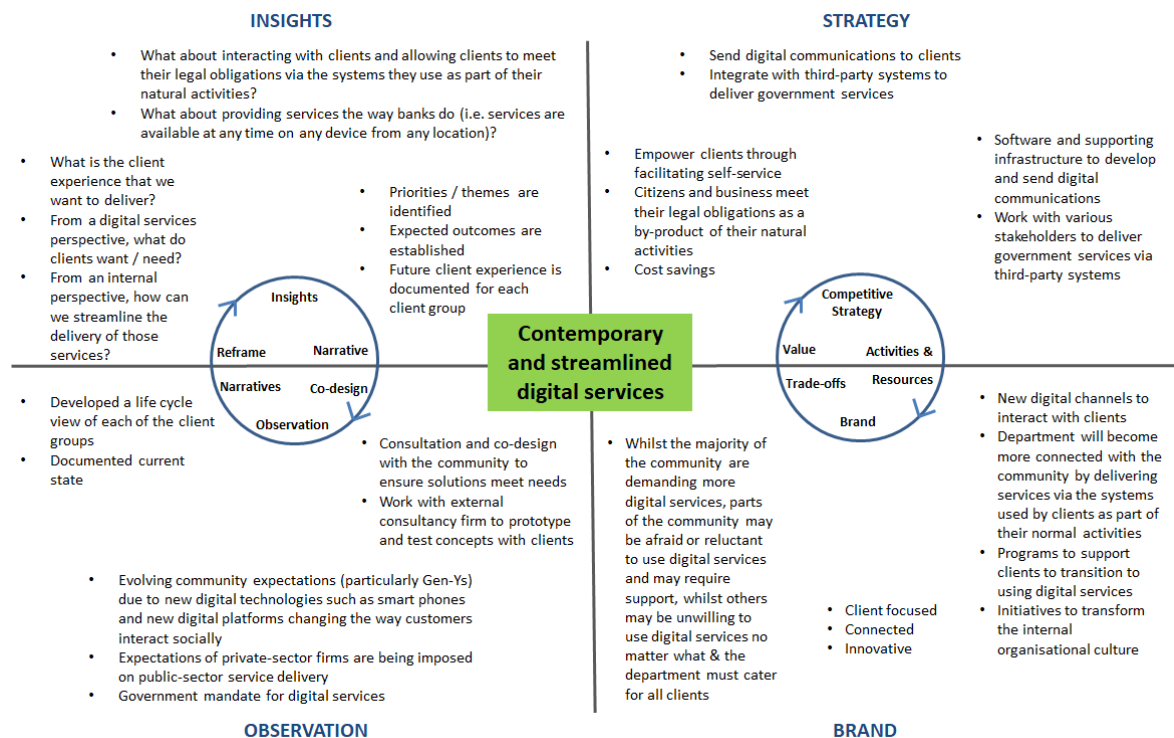 INSIGHTS
• What about interacting with clients and allowing clients to meet
their legal obligations via the systems they use as part of their
natural activities?
• What about providing services the way banks do (i.e. services are
available at any time on any device from any location)?
• What is the client
experience that we
want to deliver?
• From a digital services
perspective, what do
clients want / need?
• From an internal
perspective, how can
we streamline the
delivery of those
services?
• Priorities / themes are
identified
• Expected outcomes are
established
• Future client experience is
documented for each
client group
Insights
Reframe
Narrative
Narratives
Co-design
Observation
• Developed a life cycle
view of each of the client
groups
• Documented current
state
• Consultation and co-design
with the community to
ensure solutions meet needs
• Work with external
consultancy firm to prototype
and test concepts with clients
• Evolving community expectations (particularly Gen-Ys)
due to new digital technologies such as smart phones
and new digital platforms changing the way customers
interact socially
• Expectations of private-sector firms are being imposed
on public-sector service delivery
• Government mandate for digital services
OBSERVATION
Contemporary
and streamlined
digital services
STRATEGY
• Send digital communications to clients
• Integrate with third-party systems to
deliver government services
• Empower clients through
facilitating self-service
• Citizens and business meet
their legal obligations as a
by-product of their natural
activities
• Cost savings
• Software and supporting
infrastructure to develop
and send digital
communications
• Work with various
stakeholders to deliver
government services via
third-party systems
Competitive
Strategy
Value
Activities &
Resources
Trade-offs
Brand
• Whilst the majority of
the community are
demanding more
digital services, parts
of the community may
be afraid or reluctant
to use digital services
and may require
support, whilst others
may be unwilling to
use digital services no
matter what & the
department must cater
for all clients
• Client focused
• Connected
• Innovative
• New digital channels to
interact with clients
• Department will become
more connected with the
community by delivering
services via the systems
used by clients as part of
their normal activities
• Programs to support
clients to transition to
using digital services
• Initiatives to transform
the internal
organisational culture
BRAND